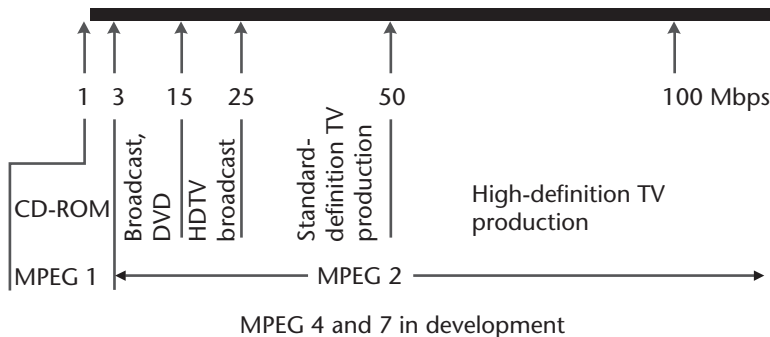 1 3 15 25 50 100 Mbps
CD-ROM
Broadcast,
DVD
HDTV
broadcast
Standard-
definition TV
production
High-definition TV
production
MPEG 1
MPEG 2
MPEG 4 and 7 in development